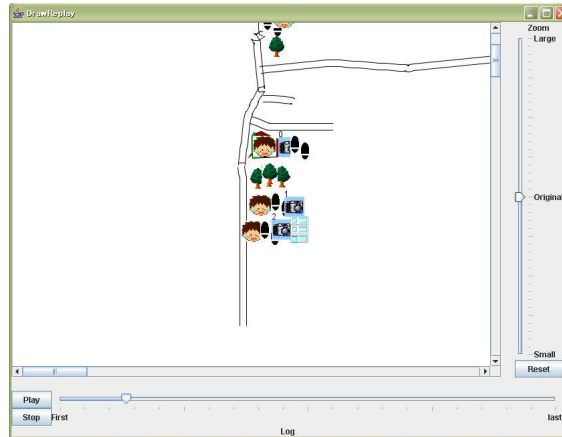 DrawReplay
Zoom
Large
0
1
2
Original
Small
Reset
Play
Stop
First
last
Log